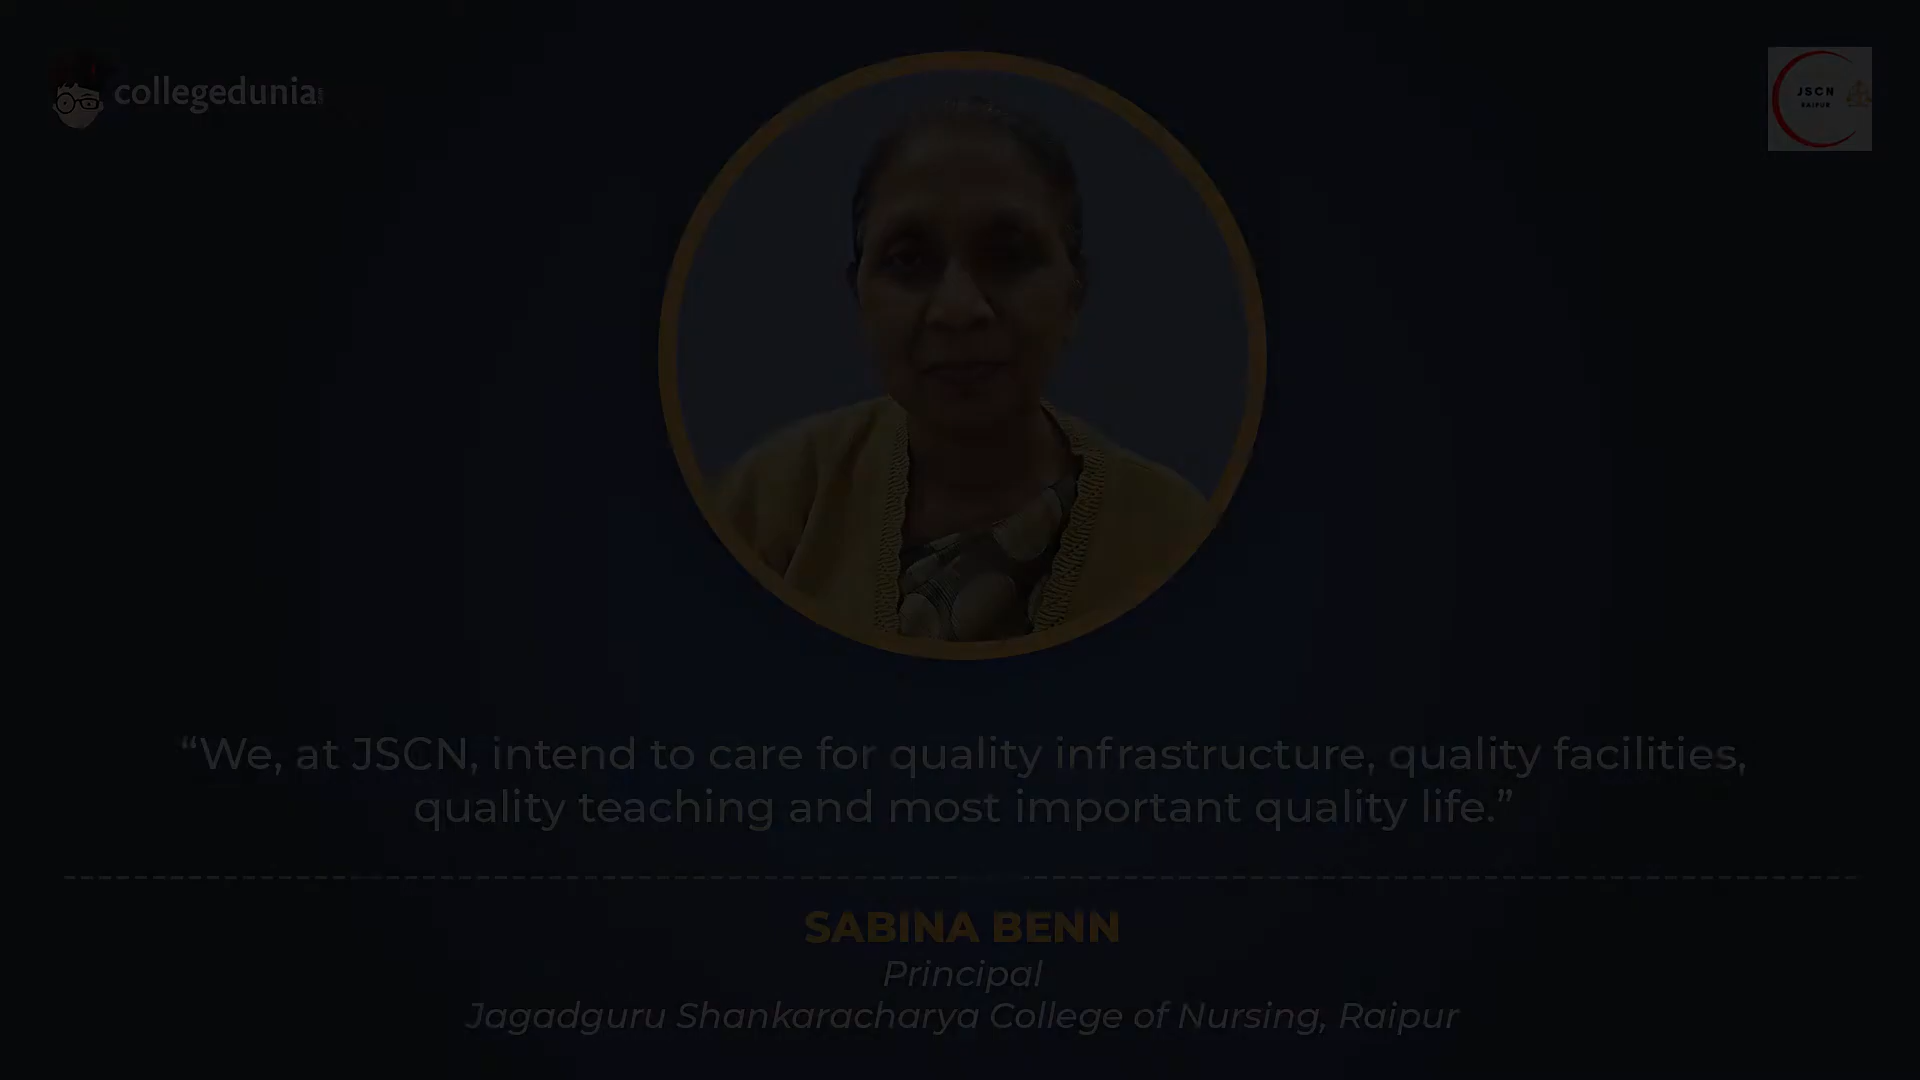 collegedunia
JSCN
RAIPUR
“We, at JSCN, intend to care for quality infrastructure, quality facilities,
quality teaching and most important quality life.”
SABINA BENN
Principal
Jagadguru Shankaracharya College of Nursing, Raipur